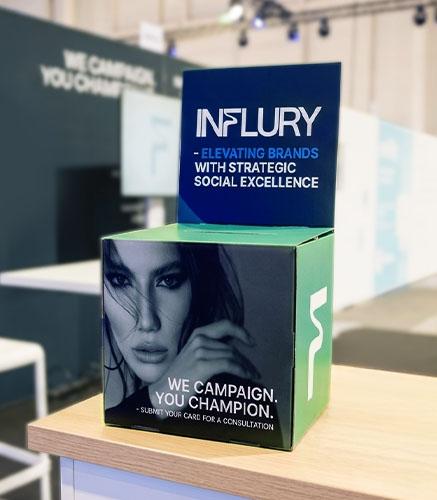 WE CAMPAIGN.
YOU CHAMPION.
INFLURY
- ELEVATING BRANDS
WITH STRATEGIC
SOCIAL EXCELLENCE
WE CAMPAIGN.
YOU CHAMPION.
- SUBMIT YOUR CARD FOR A CONSULTATION